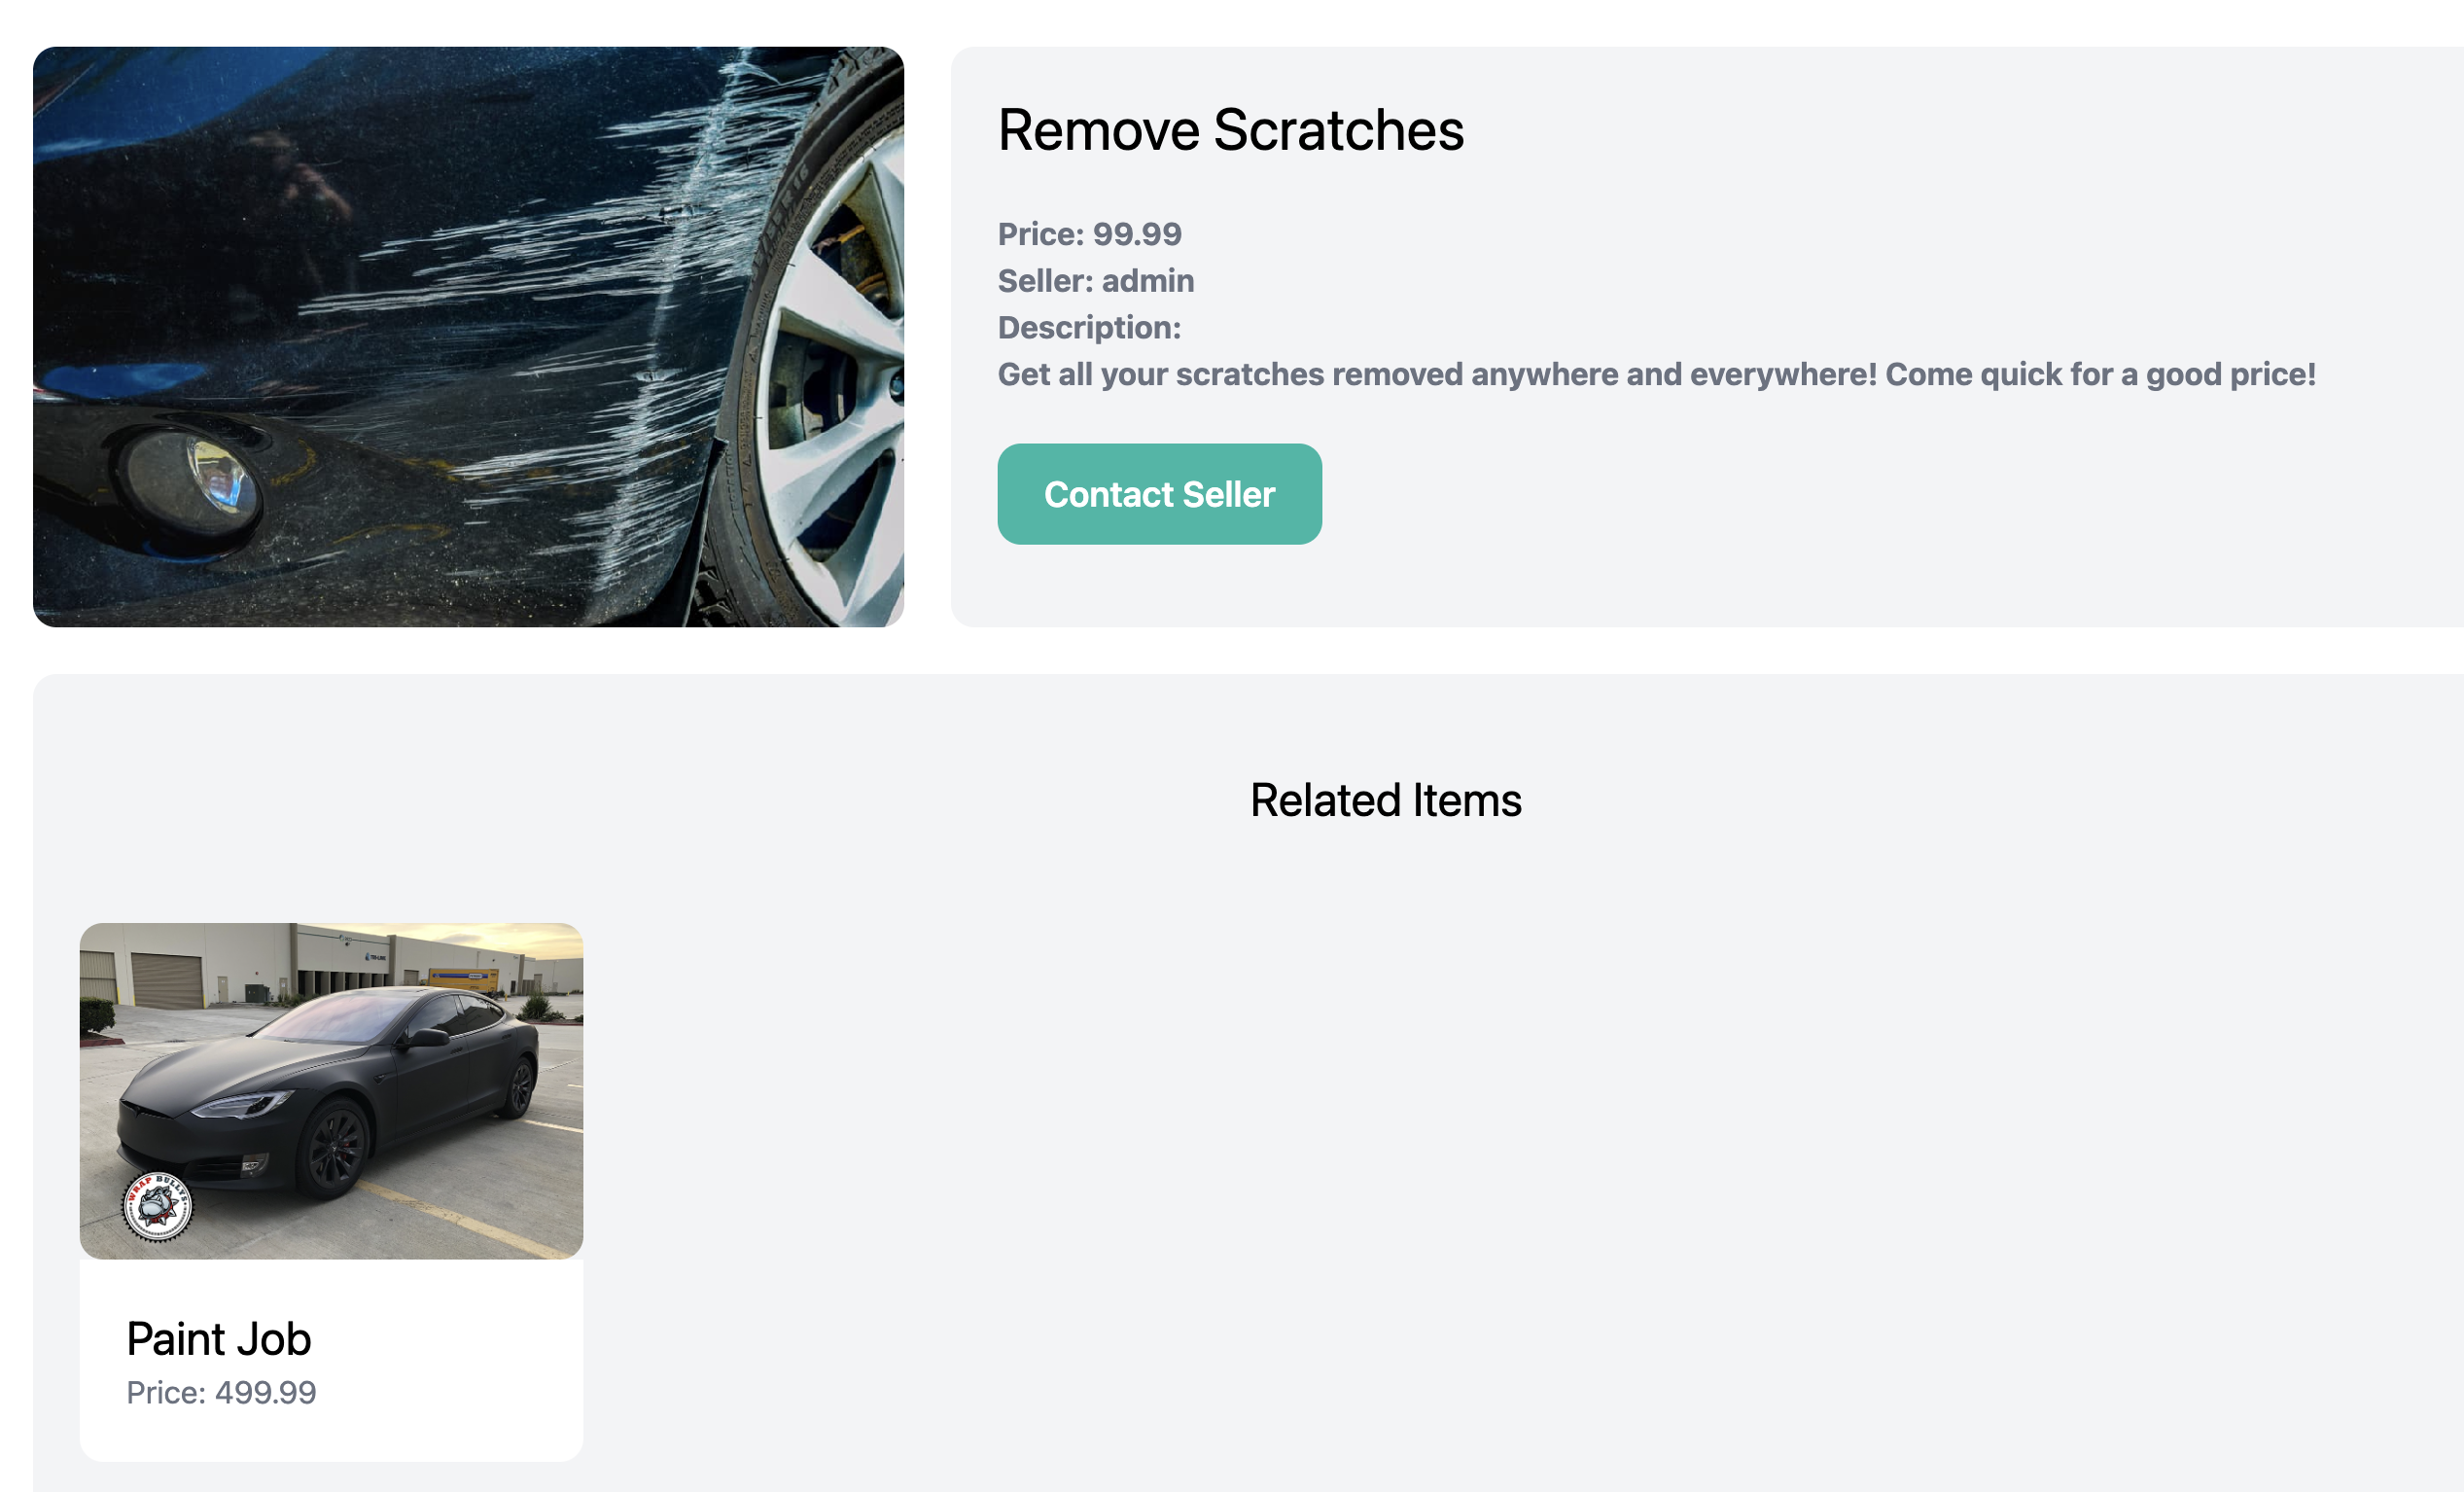 Remove Scratches
Price: 99.99
Seller: admin
Description:
Get all your scratches removed anywhere and everywhere! Come quick for a good price!
Contact Seller
Related Items
WRAP BULLYS
Paint Job
Price: 499.99